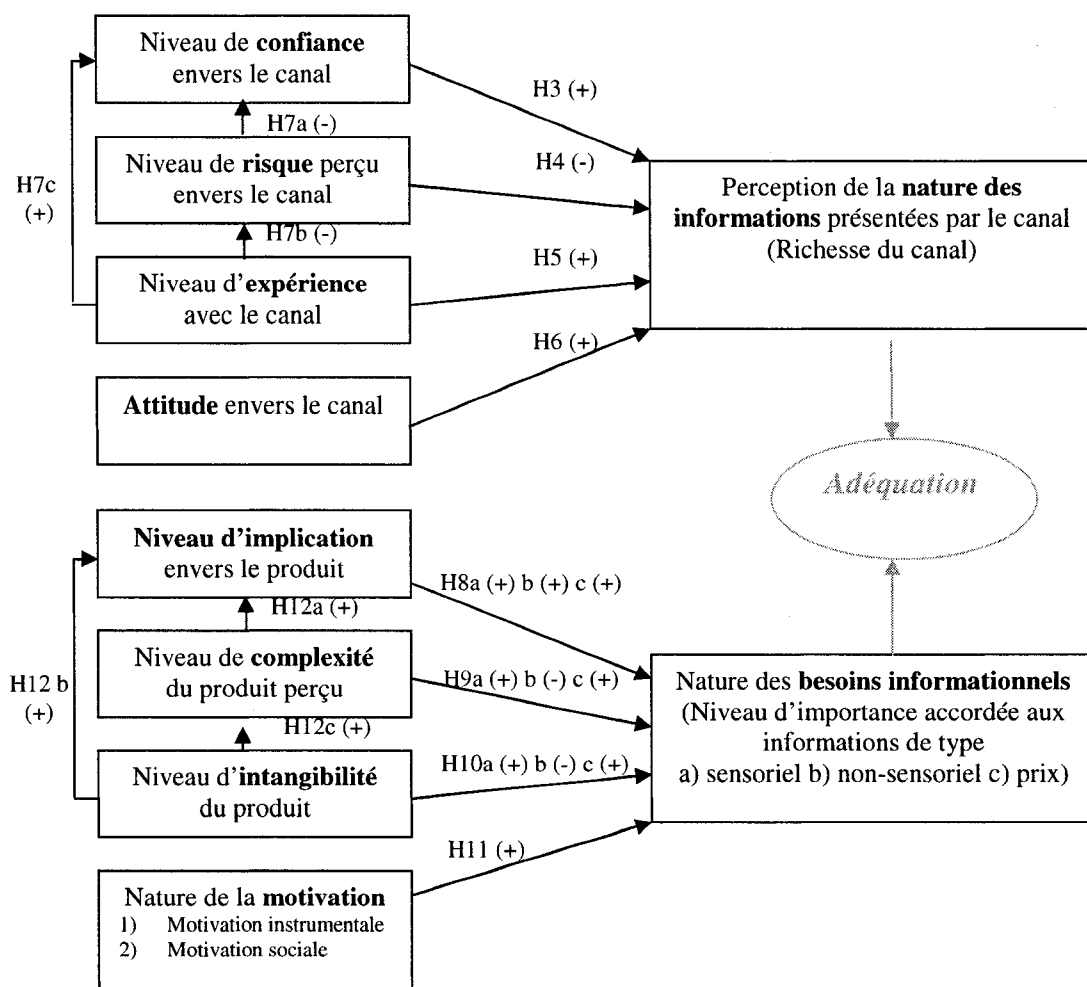 Niveau de confiance
envers le canal
H3 (+)
H7a (-)
Niveau de risque perçu
envers le canal
H4 (-)
H7c
(+)
Perception de la nature des
informations présentées par le canal
(Richesse du canal)
H7b (-)
Niveau d'expérience
avec le canal
H5 (+)
H6 (+)
Attitude envers le canal
Adéquation
Niveau d'implication
envers le produit
H8a (+) b (+) c (+)
H12a (+)
Niveau de complexité
du produit perçu
H9a (+) b (-) c (+)
H12 b
(+)
Nature des besoins informationnels
(Niveau d'importance accordée aux
informations de type
a) sensoriel b) non-sensoriel c) prix)
H12c (+)
Niveau d'intangibilité
du produit
H10a (+) b (-) c (+)
H11 (+)
Nature de la motivation
1) Motivation instrumentale
2) Motivation sociale